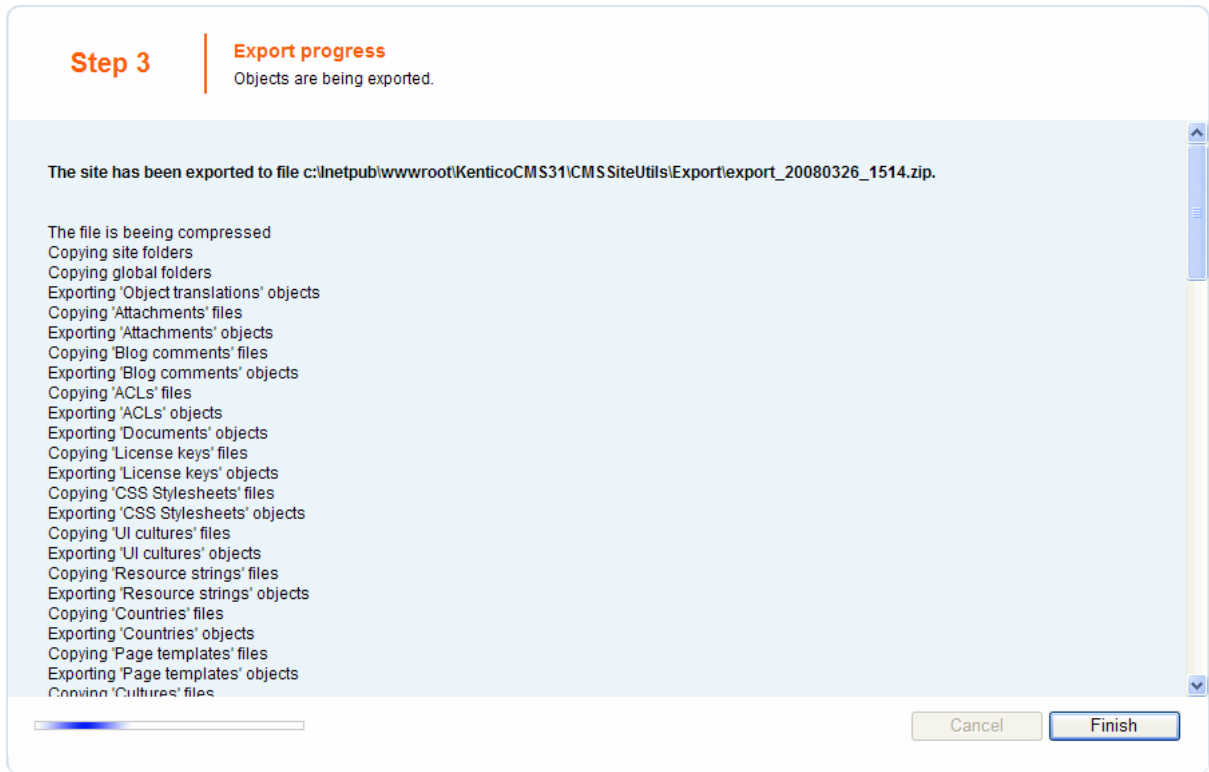 Step 3
Export progress
Objects are being exported.
The site has been exported to file c:\Inetpub\wwwroot\KenticoCMS31\CMSSiteUtils\Export\export_20080326_1514.zip.
The file is beeing compressed
Copying site folders
Copying global folders
Exporting 'Object translations' objects
Copying 'Attachments' files
Exporting 'Attachments' objects
Copying 'Blog comments' files
Exporting 'Blog comments' objects
Copying 'ACLs' files
Exporting 'ACLs' objects
Exporting 'Documents' objects
Copying 'License keys' files
Exporting 'License keys' objects
Copying 'CSS Stylesheets' files
Exporting 'CSS Stylesheets' objects
Copying 'UI cultures' files
Exporting 'UI cultures' objects
Copying 'Resource strings' files
Exporting 'Resource strings' objects
Copying 'Countries' files
Exporting 'Countries' objects
Copying 'Page templates' files
Exporting 'Page templates' objects
Copying 'Cultures' files
Cancel
Finish